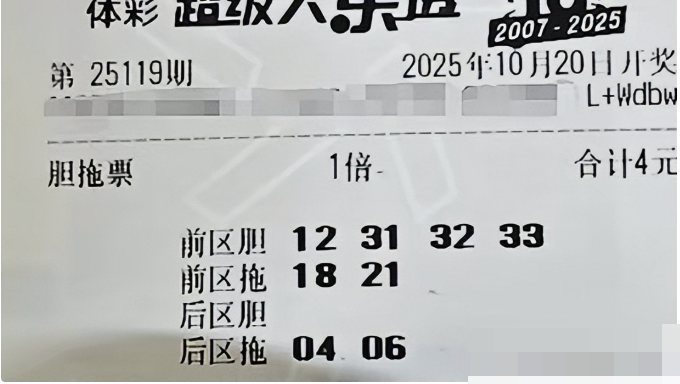 体彩 超级大乐透
2007-2025
第 25119期 2025年10月20日开奖
L+Wdbw
胆拖票 1倍 合计4元
前区胆 12 31 32 33
前区拖 18 21
后区胆
后区拖 04 06